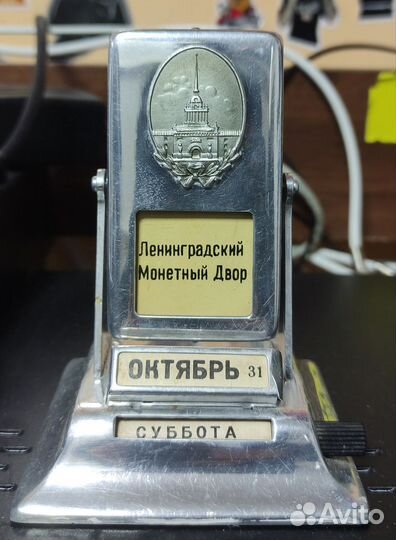 Ленинградский
Монетный Двор
ОКТЯБРЬ 31
СУББОТА
Avito